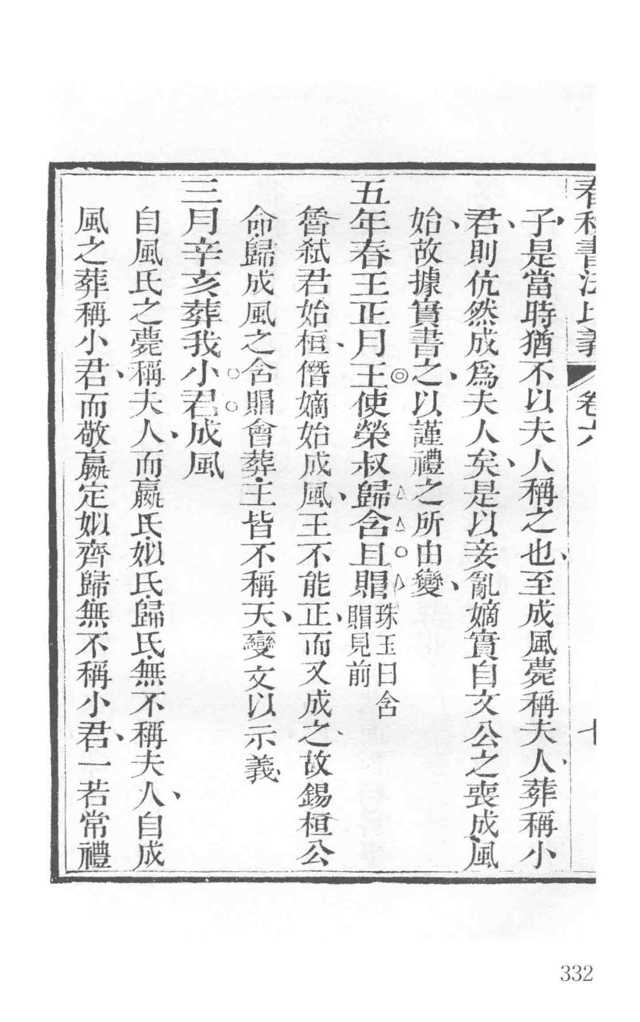 春秋書法比義 卷六 七
子是當時猶不以夫人稱之也至成風薨稱夫人葬稱小
君則伉然成爲夫人矣是以妾亂嫡實自文公之喪成風
始故據實書之以謹禮之所由變
五年春王正月王使榮叔歸含且賵珠玉曰含賵見前
魯弒君始桓僭嫡始成風王不能正而又成之故錫桓公
命歸成風之含賵會葬王皆不稱天變文以示義
三月辛亥葬我小君成風
自風氏之薨稱夫人而嬴氏姒氏歸氏無不稱夫人自成
風之葬稱小君而敬嬴定姒齊歸無不稱小君一若常禮
332